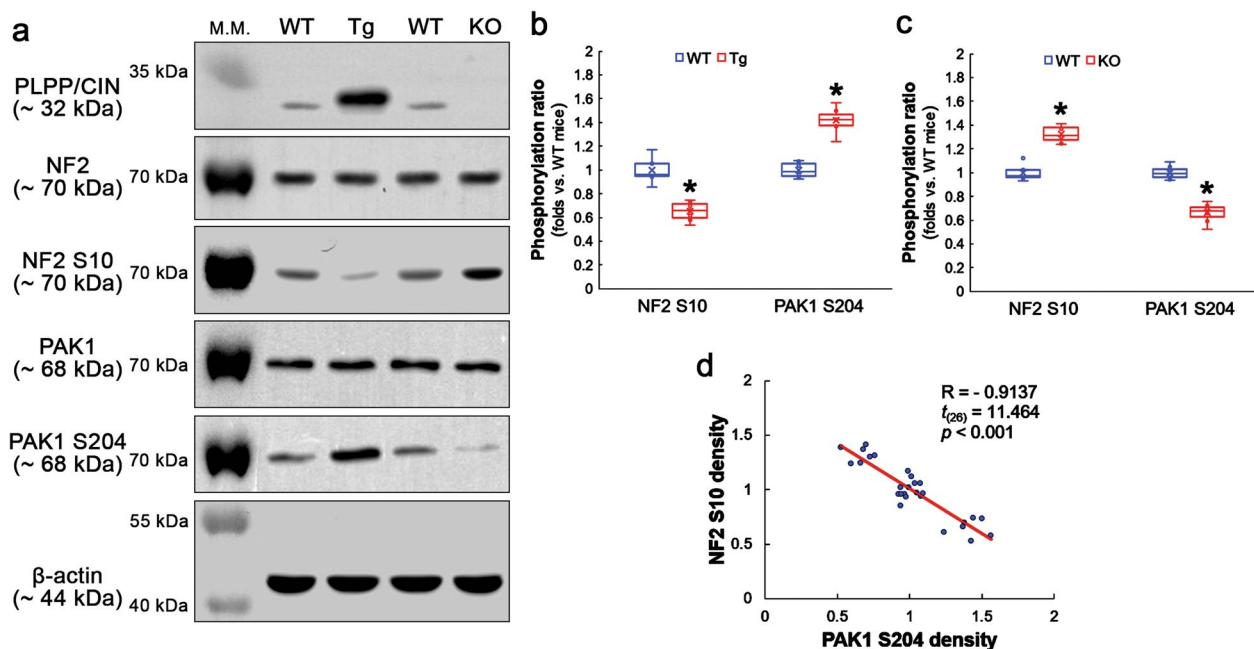 a
M.M. WT Tg WT KO
PLPP/CIN
(~ 32 kDa)
35 kDa
NF2
(~ 70 kDa)
70 kDa
NF2 S10
(~ 70 kDa)
70 kDa
PAK1
(~ 68 kDa)
70 kDa
PAK1 S204
(~ 68 kDa)
70 kDa
55 kDa
β-actin
(~ 44 kDa)
40 kDa
b
Phosphorylation ratio
(folds vs. WT mice)
2
1.8
1.6
1.4
1.2
1
0.8
0.6
0.4
0.2
0
WT Tg
*
*
NF2 S10 PAK1 S204
c
Phosphorylation ratio
(folds vs. WT mice)
2
1.8
1.6
1.4
1.2
1
0.8
0.6
0.4
0.2
0
WT KO
*
*
NF2 S10 PAK1 S204
d
NF2 S10 density
2
1.5
1
0.5
0
R = - 0.9137
t(26) = 11.464
p < 0.001
0 0.5 1 1.5 2
PAK1 S204 density